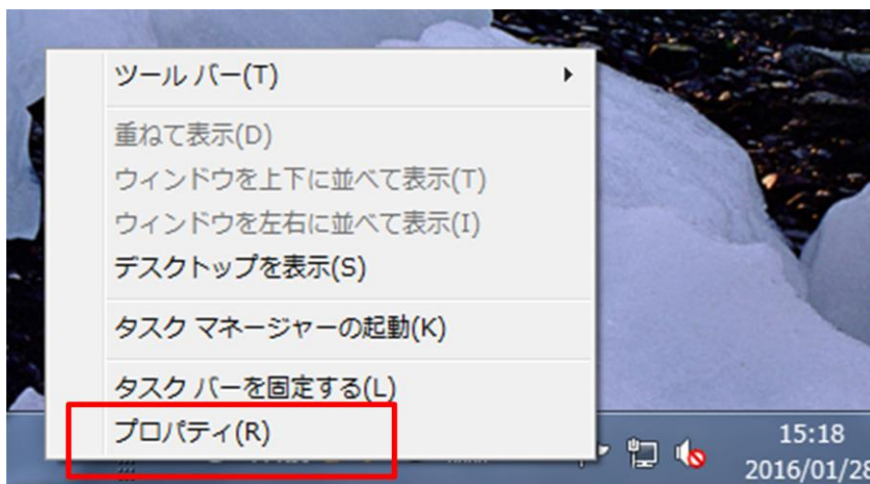 ツール バー(T)
重ねて表示(D)
ウィンドウを上下に並べて表示(T)
ウィンドウを左右に並べて表示(I)
デスクトップを表示(S)
タスク マネージャーの起動(K)
タスク バーを固定する(L)
プロパティ(R)
15:18
2016/01/28